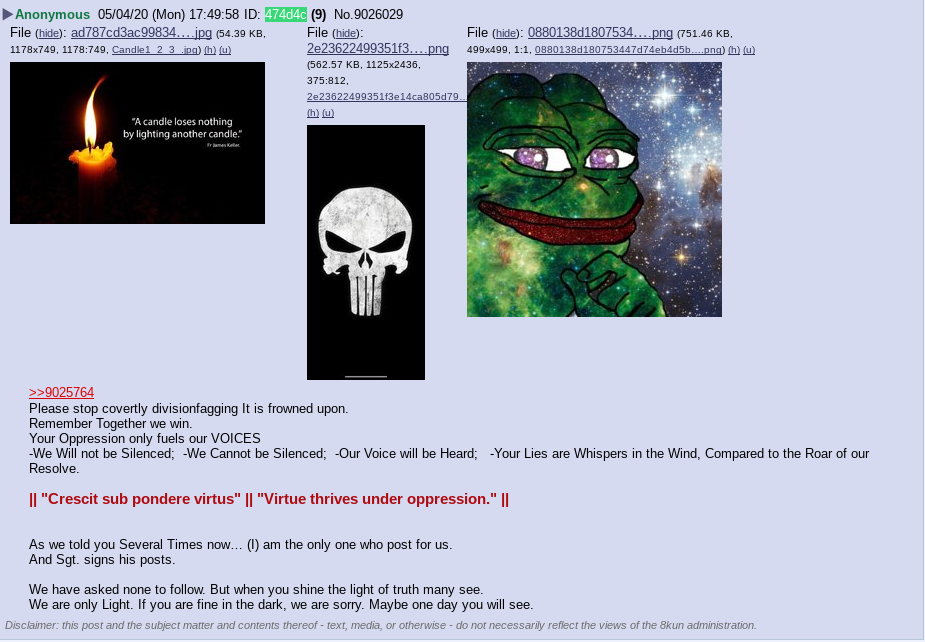 ▶Anonymous 05/04/20 (Mon) 17:49:58 ID: 474d4c (9) No.9026029
File (hide): ad787cd3ac99834….jpg (54.39 KB, 1178x749, 1178:749, Candle1_2_3_.jpg) (h) (u)
"A candle loses nothing
by lighting another candle."
Fr James Keller.
File (hide):
2e23622499351f3….png
(562.57 KB, 1125x2436,
375:812,
2e23622499351f3e14ca805d79…
(h) (u)
File (hide): 0880138d1807534….png (751.46 KB,
499x499, 1:1, 0880138d180753447d74eb4d5b….png) (h) (u)
>>9025764
Please stop covertly divisionfagging It is frowned upon.
Remember Together we win.
Your Oppression only fuels our VOICES
-We Will not be Silenced; -We Cannot be Silenced; -Our Voice will be Heard; -Your Lies are Whispers in the Wind, Compared to the Roar of our
Resolve.
|| "Crescit sub pondere virtus" || "Virtue thrives under oppression." ||
As we told you Several Times now… (I) am the only one who post for us.
And Sgt. signs his posts.
We have asked none to follow. But when you shine the light of truth many see.
We are only Light. If you are fine in the dark, we are sorry. Maybe one day you will see.
Disclaimer: this post and the subject matter and contents thereof - text, media, or otherwise - do not necessarily reflect the views of the 8kun administration.